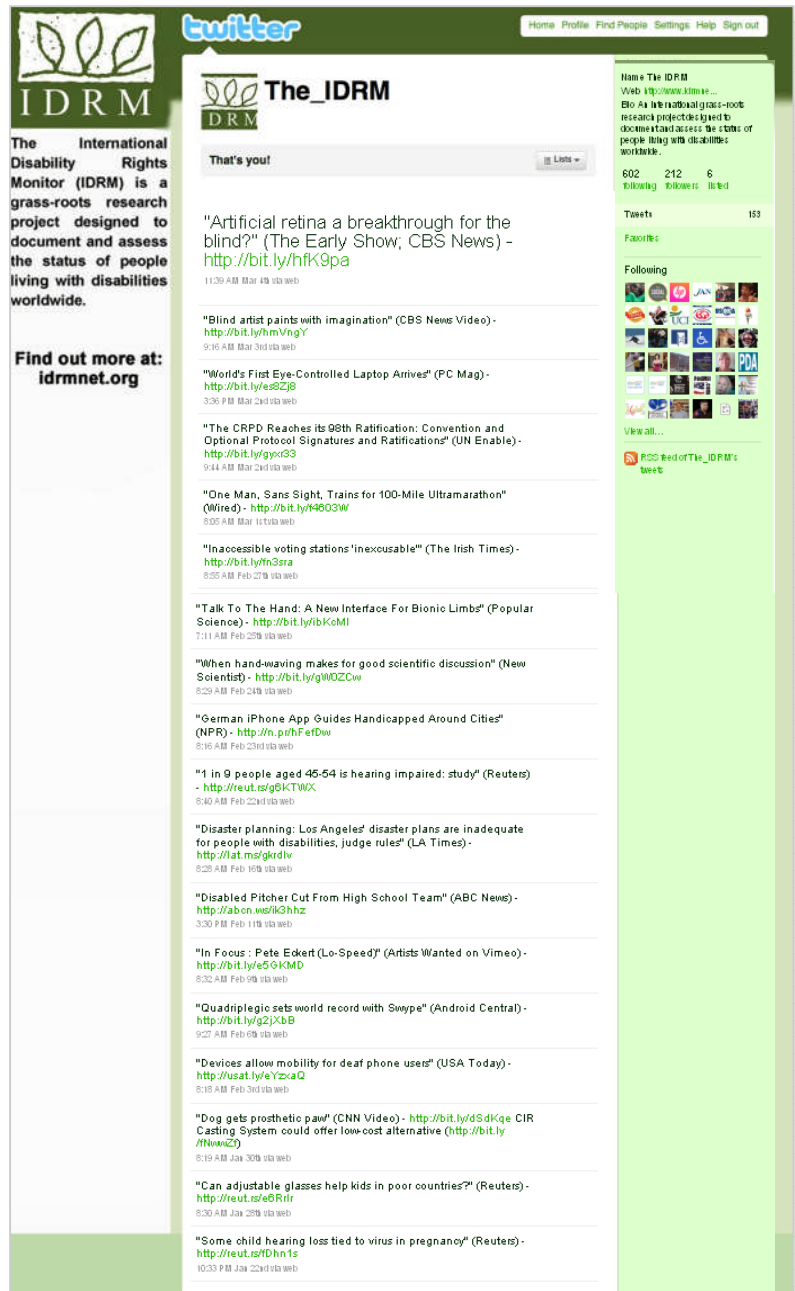 twitter
Home Profile Find People Settings Help Sign out
IDRM
The International
Disability Rights
Monitor (IDRM) is a
grass-roots research
project designed to
document and assess
the status of people
living with disabilities
worldwide.
Find out more at:
idrmnet.org
DRM
The_IDRM
That's you!
Lists
"Artificial retina a breakthrough for the
blind?" (The Early Show; CBS News) -
http://bit.ly/hfK9pa
11:39 AM Mar 4th via web
"Blind artist paints with imagination" (CBS News Video) -
http://bit.ly/hmVngY
9:16 AM Mar 3rd via web
"World's First Eye-Controlled Laptop Arrives" (PC Mag) -
http://bit.ly/es8Zj8
3:36 PM Mar 2nd via web
"The CRPD Reaches its 98th Ratification: Convention and
Optional Protocol Signatures and Ratifications" (UN Enable) -
http://bit.ly/gyxr33
9:44 AM Mar 2nd via web
"One Man, Sans Sight, Trains for 100-Mile Ultramarathon"
(Wired) - http://bit.ly/f4603W
8:05 AM Mar 1st via web
"Inaccessible voting stations 'inexcusable'" (The Irish Times) -
http://bit.ly/fn3sra
8:55 AM Feb 27th via web
"Talk To The Hand: A New Interface For Bionic Limbs" (Popular
Science) - http://bit.ly/ibKcMI
7:11 AM Feb 25th via web
"When hand-waving makes for good scientific discussion" (New
Scientist) - http://bit.ly/gW0ZCw
8:29 AM Feb 24th via web
"German iPhone App Guides Handicapped Around Cities"
(NPR) - http://n.pr/hFefDw
8:16 AM Feb 23rd via web
"1 in 9 people aged 45-54 is hearing impaired: study" (Reuters)
- http://reut.rs/g6KTWX
8:40 AM Feb 22nd via web
"Disaster planning: Los Angeles' disaster plans are inadequate
for people with disabilities, judge rules" (LA Times) -
http://lat.ms/gkrdIv
8:28 AM Feb 16th via web
"Disabled Pitcher Cut From High School Team" (ABC News) -
http://abcn.ws/ik3hhz
3:30 PM Feb 11th via web
"In Focus : Pete Eckert (Lo-Speed)" (Artists Wanted on Vimeo) -
http://bit.ly/e5GKMD
8:32 AM Feb 9th via web
"Quadriplegic sets world record with Swype" (Android Central) -
http://bit.ly/g2jXbB
9:27 AM Feb 6th via web
"Devices allow mobility for deaf phone users" (USA Today) -
http://usat.ly/eYzxaQ
8:18 AM Feb 3rd via web
"Dog gets prosthetic paw" (CNN Video) - http://bit.ly/dSdKqe CIR
Casting System could offer low-cost alternative (http://bit.ly
/fNwwZf)
8:19 AM Jan 30th via web
"Can adjustable glasses help kids in poor countries?" (Reuters) -
http://reut.rs/e6RrIr
8:30 AM Jan 28th via web
"Some child hearing loss tied to virus in pregnancy" (Reuters) -
http://reut.rs/fDhn1s
10:33 PM Jan 22nd via web
Name The IDRM
Web http://www.idrmne...
Bio An international grass-roots
research project designed to
document and assess the status of
people living with disabilities
worldwide.
602 212 6
following followers listed
Tweets 153
Favorites
Following
hp JAN
UCI
PDA
View all...
RSS feed of The_IDRM's
tweets